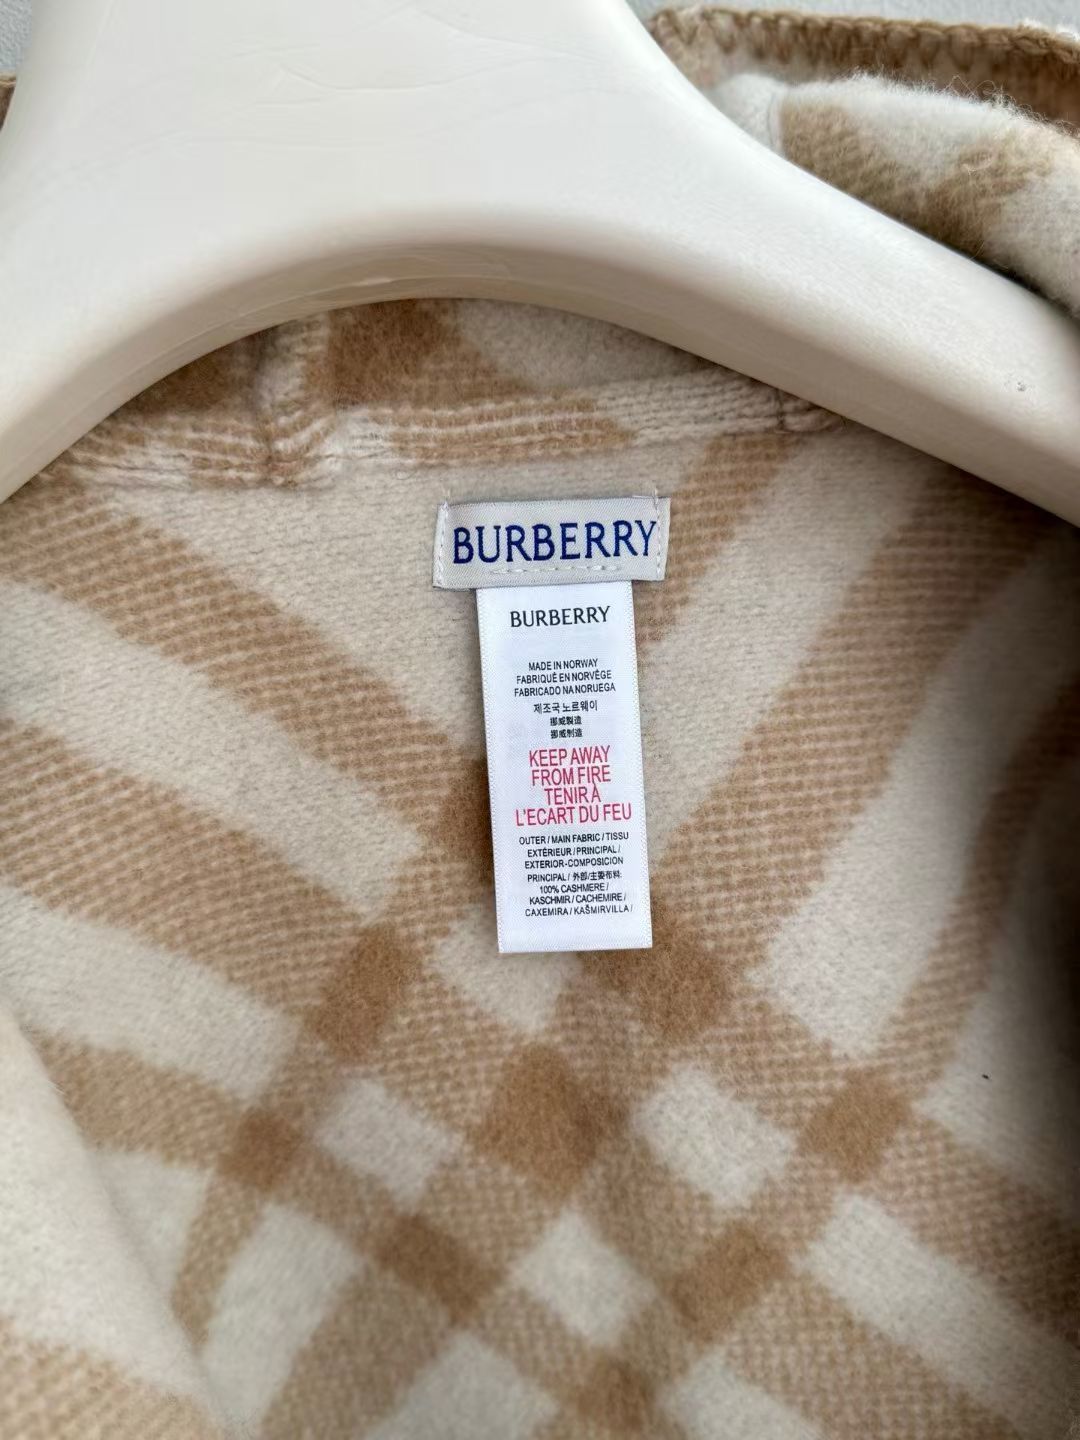 BURBERRY
BURBERRY
MADE IN NORWAY
FABRIQUÉ EN NORVÈGE
FABRICADO NA NORUEGA
제조국 노르웨이
挪威製造
挪威制造
KEEP AWAY
FROM FIRE
TENIR À
L'ECART DU FEU
OUTER / MAIN FABRIC / TISSU
EXTÉRIEUR / PRINCIPAL /
EXTERIOR-COMPOSICION
PRINCIPAL / 外部/主要布料:
100% CASHMERE /
KASCHMIR / CACHEMIRE /
CAXEMIRA / KAŠMIRVILLA /